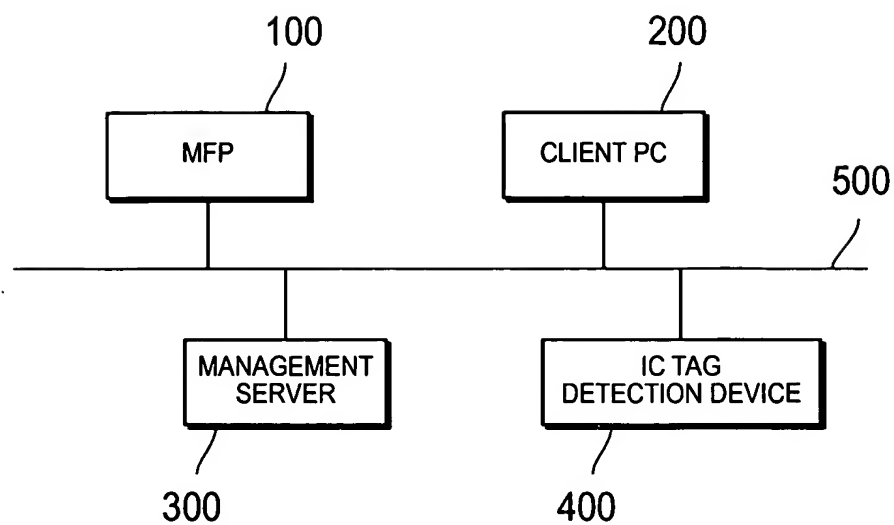 100
200
MFP
CLIENT PC
500
MANAGEMENT
SERVER
IC TAG
DETECTION DEVICE
300
400